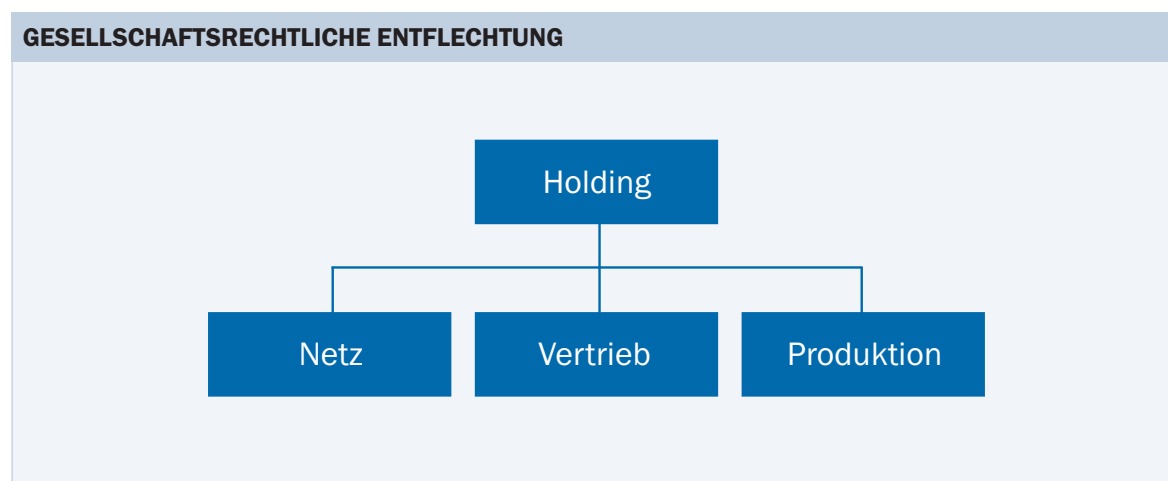 GESELLSCHAFTSRECHTLICHE ENTFLECHTUNG
Holding
Netz
Vertrieb
Produktion